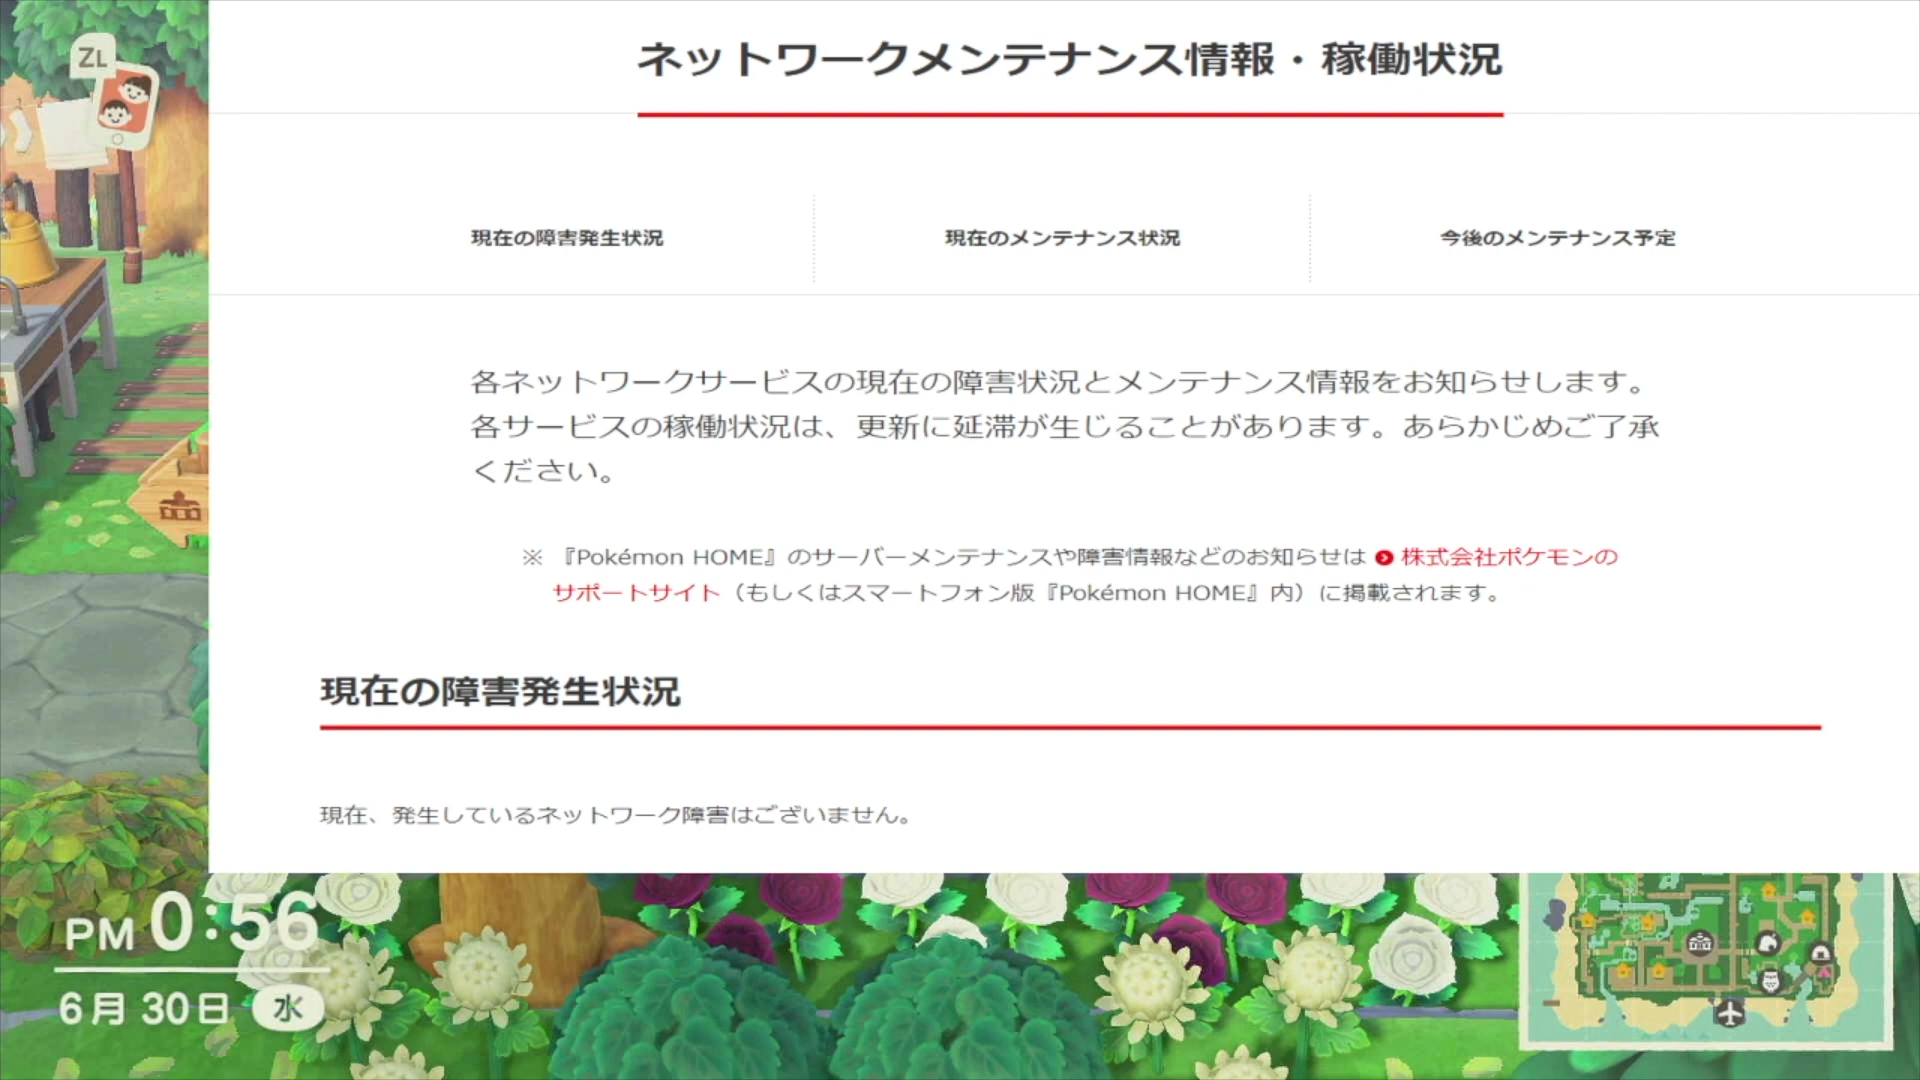 ZL
ネットワークメンテナンス情報・稼働状況
現在の障害発生状況
現在のメンテナンス状況
今後のメンテナンス予定
各ネットワークサービスの現在の障害状況とメンテナンス情報をお知らせします。
各サービスの稼働状況は、更新に延滞が生じることがあります。あらかじめご了承
ください。
※ 『Pokémon HOME』のサーバーメンテナンスや障害情報などのお知らせは 株式会社ポケモンの
サポートサイト（もしくはスマートフォン版『Pokémon HOME』内）に掲載されます。
現在の障害発生状況
現在、発生しているネットワーク障害はございません。
PM 0:56
6月 30日 水